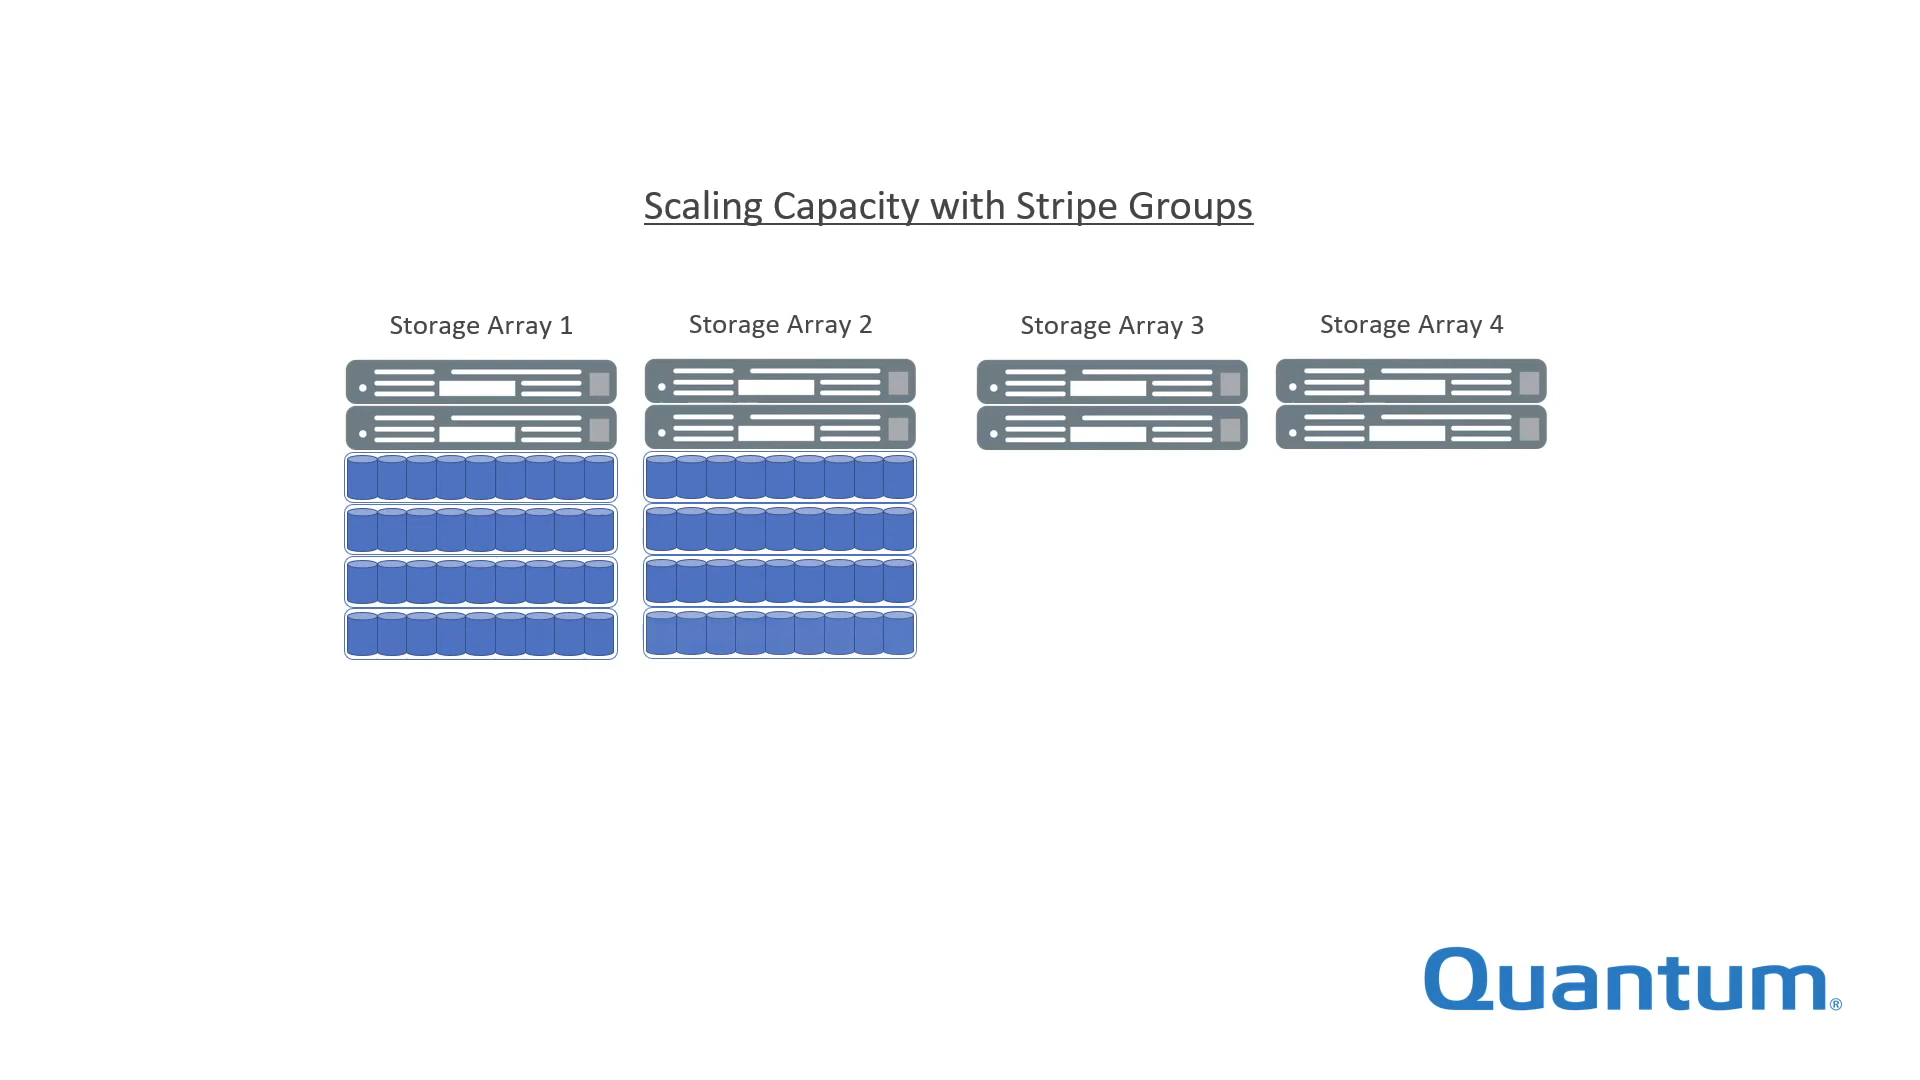 Scaling Capacity with Stripe Groups
Storage Array 1
Storage Array 2
Storage Array 3
Storage Array 4
Quantum®